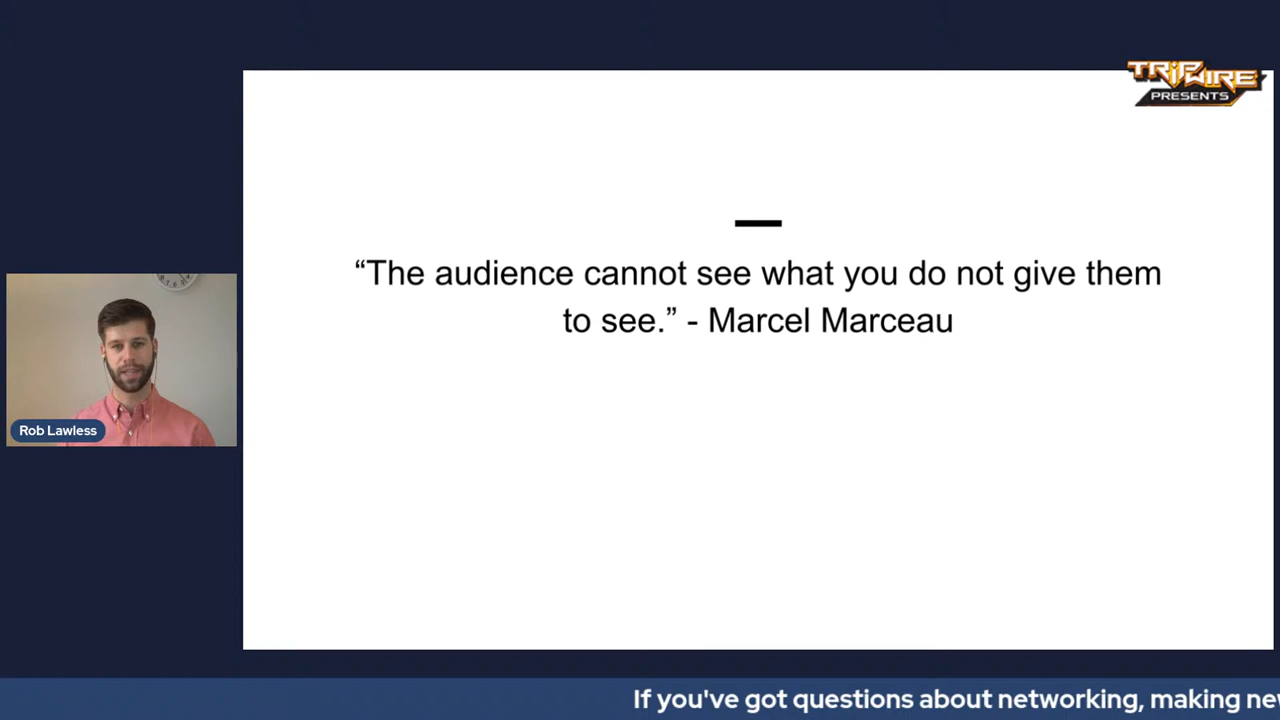 TRIPWIRE
PRESENTS
“The audience cannot see what you do not give them
to see.” - Marcel Marceau
Rob Lawless
If you've got questions about networking, making